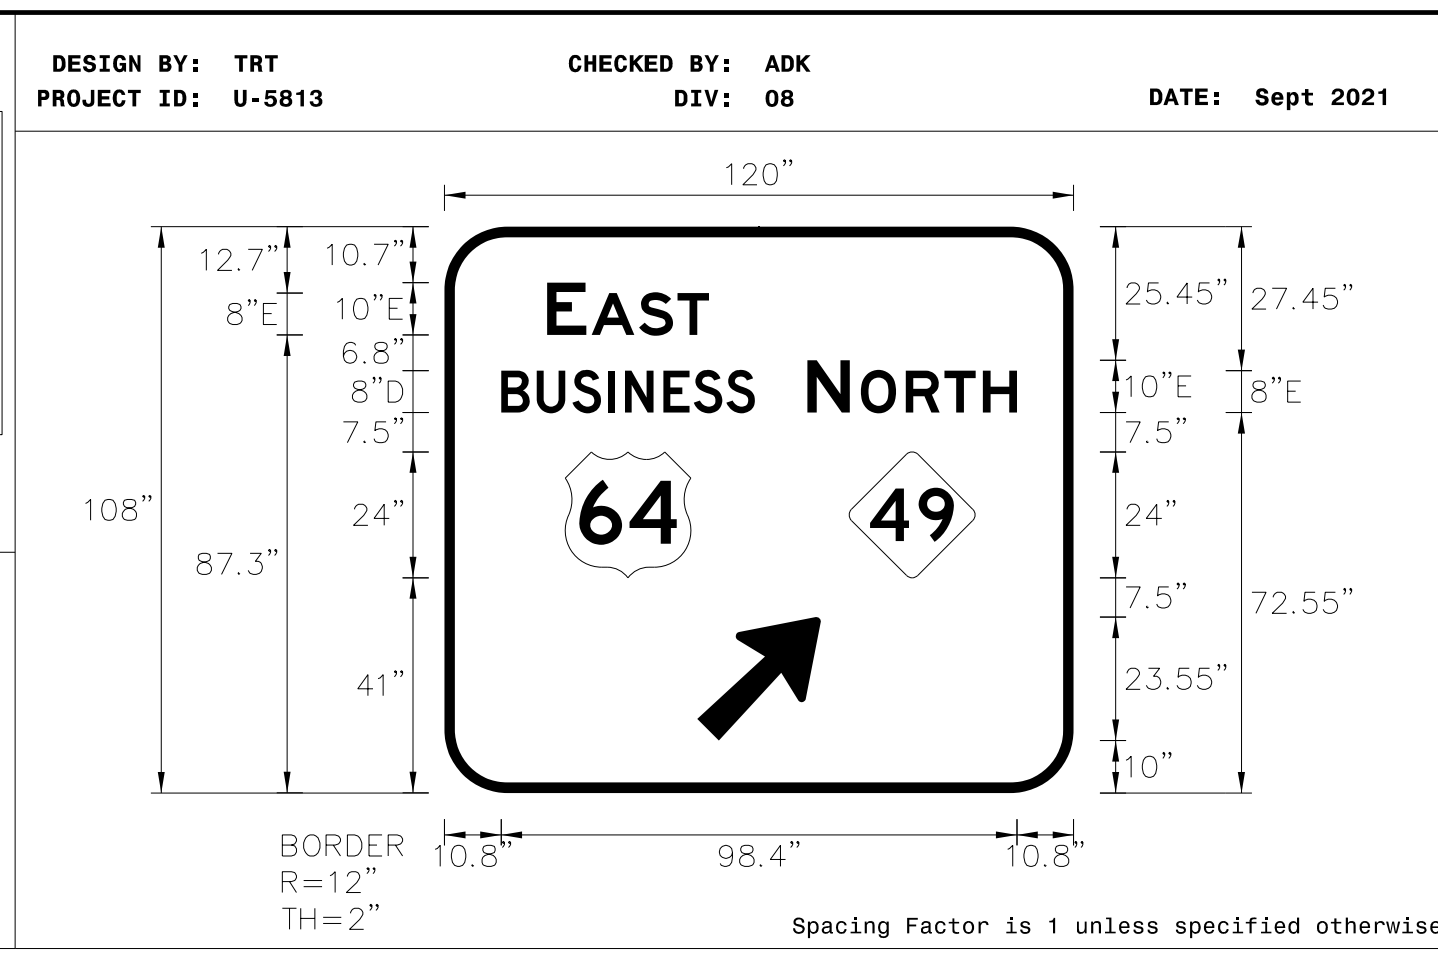 DESIGN BY: TRT CHECKED BY: ADK
PROJECT ID: U-5813 DIV: 08 DATE: Sept 2021
120”
12.7” 10.7”
8”E 10”E 25.45” 27.45”
EAST
6.8”
8”D BUSINESS NORTH 10”E 8”E
7.5” 7.5”
108” 24” 64 49 24”
87.3” 7.5” 72.55”
41” 23.55”
10”
BORDER 10.8” 98.4” 10.8”
R=12”
TH=2”
Spacing Factor is 1 unless specified otherwise